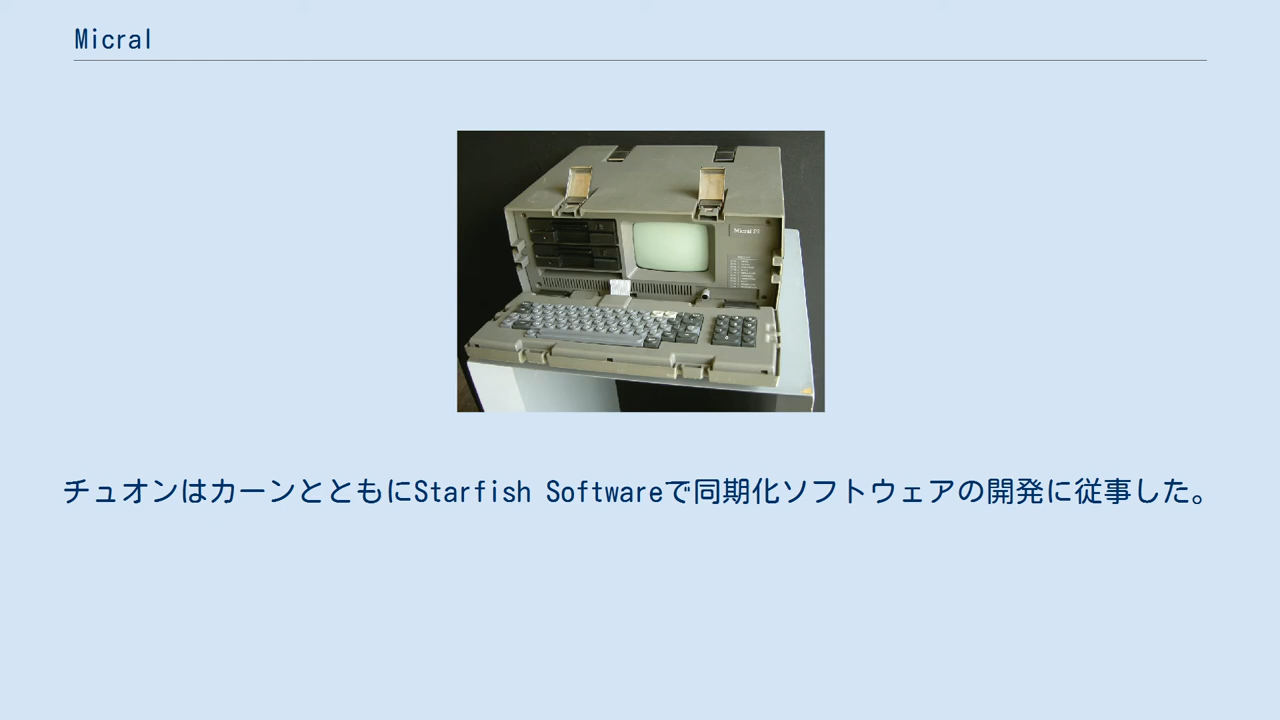 Micral
Micral P2
チュオンはカーンとともにStarfish Softwareで同期化ソフトウェアの開発に従事した。